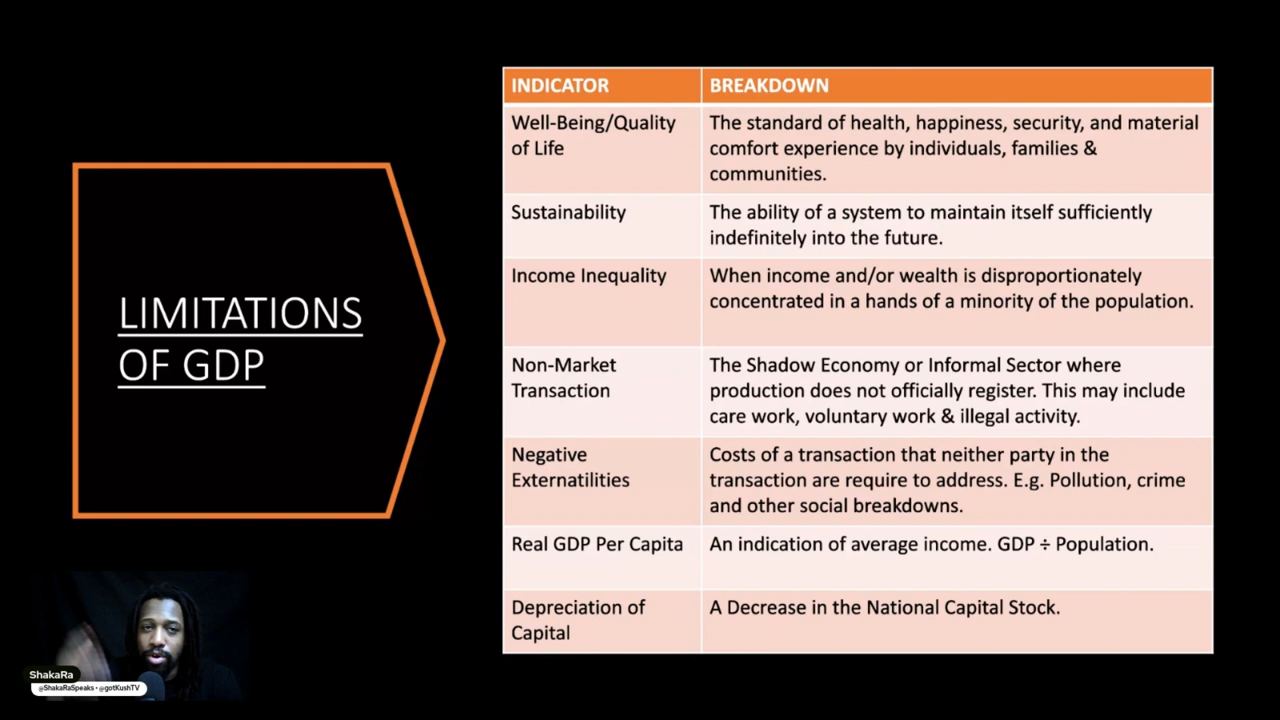 LIMITATIONS
OF GDP
INDICATOR
BREAKDOWN
Well-Being/Quality
of Life
The standard of health, happiness, security, and material
comfort experience by individuals, families &
communities.
Sustainability
The ability of a system to maintain itself sufficiently
indefinitely into the future.
Income Inequality
When income and/or wealth is disproportionately
concentrated in a hands of a minority of the population.
Non-Market
Transaction
The Shadow Economy or Informal Sector where
production does not officially register. This may include
care work, voluntary work & illegal activity.
Negative
Externatilities
Costs of a transaction that neither party in the
transaction are require to address. E.g. Pollution, crime
and other social breakdowns.
Real GDP Per Capita
An indication of average income. GDP ÷ Population.
Depreciation of
Capital
A Decrease in the National Capital Stock.
ShakaRa
@ShakaRaSpeaks • @gotKushTV